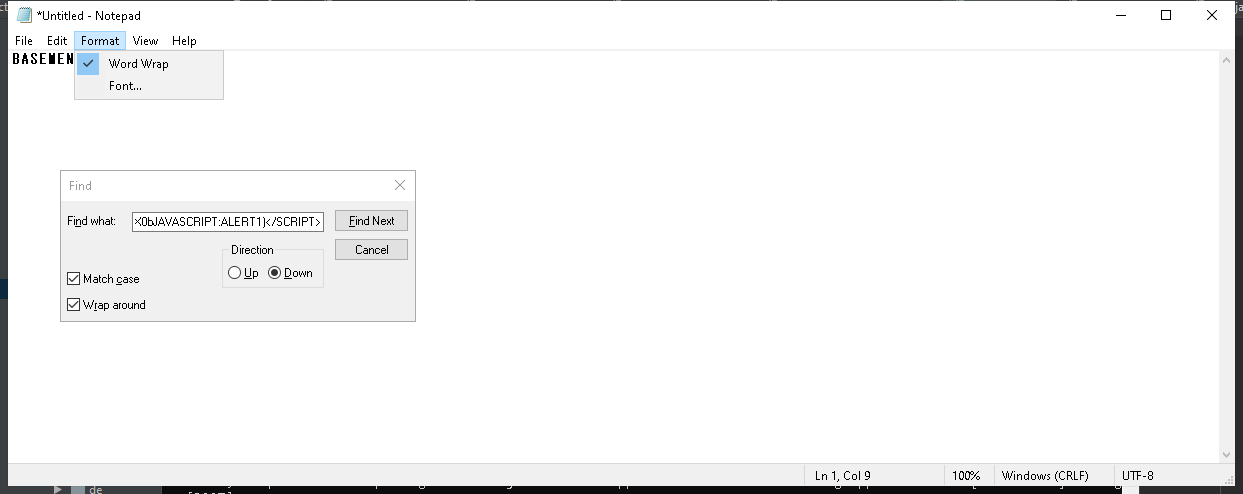 *Untitled - Notepad
File Edit Format View Help
BASEMEN
Word Wrap
Font...
Find
Find what: ×0bJAVASCRIPT:ALERT1)</SCRIPT> Find Next
Direction Cancel
Up Down
Match case
Wrap around
Ln 1, Col 9 100% Windows (CRLF) UTF-8
de